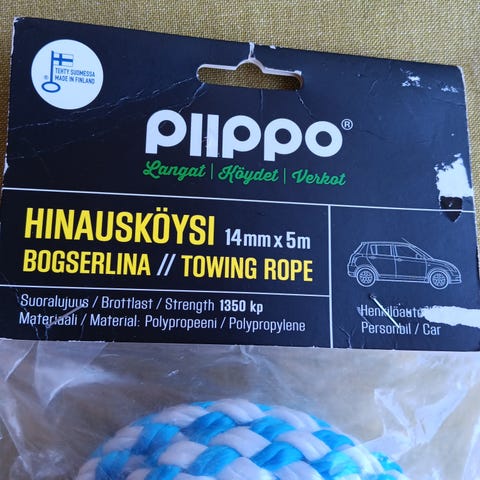 TEHTY SUOMESSA
MADE IN FINLAND
PIIPPO®
Langat | Köydet | Verkot
HINAUSKÖYSI 14mm x 5m
BOGSERLINA // TOWING ROPE
Suoralujuus / Brottlast / Strength 1350 kp
Materiaali / Material: Polypropeeni / Polypropylene
Henkilöauto
Personbil / Car